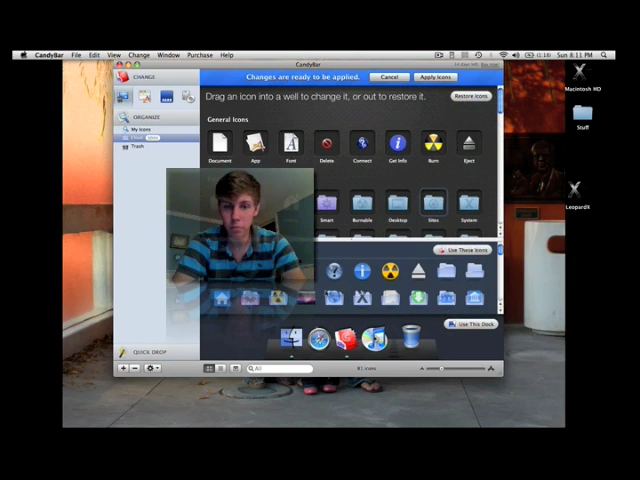 CandyBar File Edit View Change Window Purchase Help
(1:18) Sun 8:11 PM
CandyBar
CHANGE
Changes are ready to be applied. Cancel Apply Icons
Drag an icon into a well to change it, or out to restore it. Restore Icons
ORGANIZE
General Icons
My Icons
Trash
Document App Font Delete Connect Get Info Burn Eject
Smart Burnable Desktop Sites System
Use These Icons
Use This Dock
QUICK DROP
All
Macintosh HD
Stuff
LeopardX